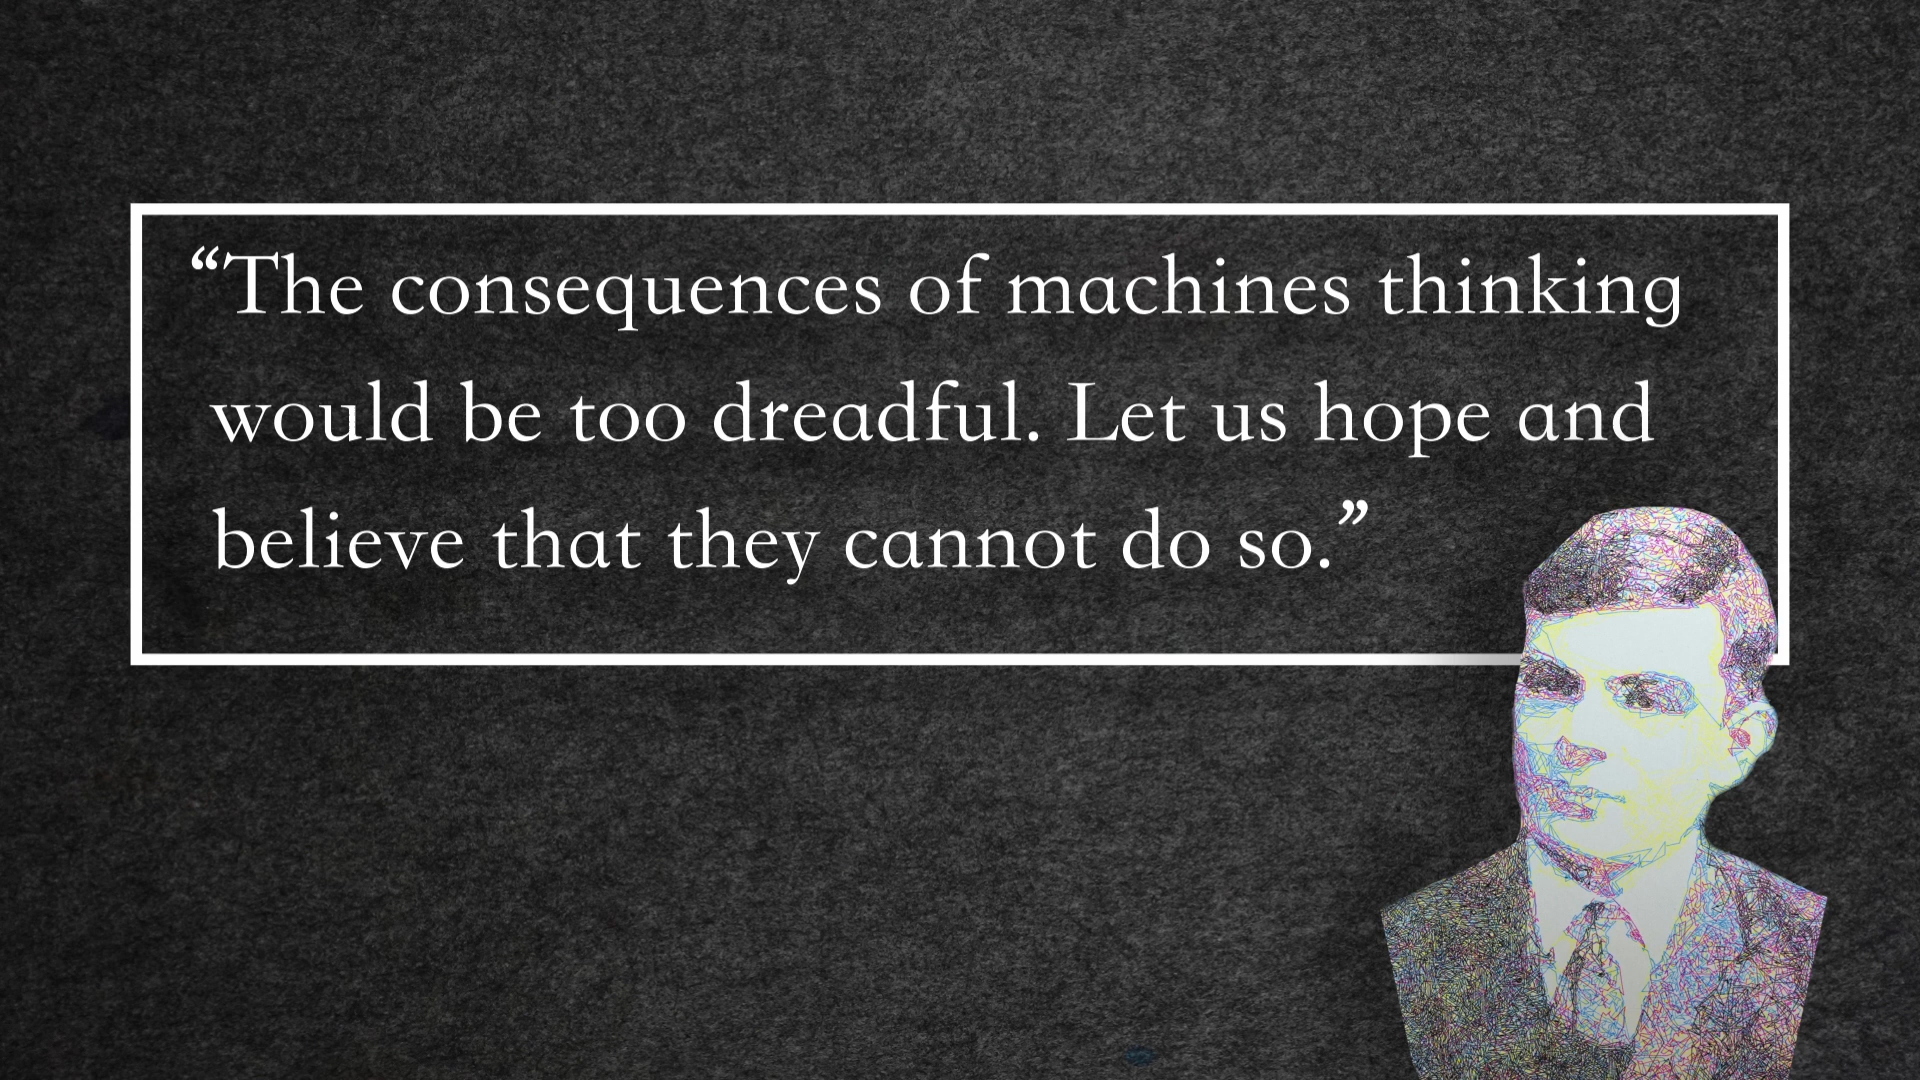 “The consequences of machines thinking
would be too dreadful. Let us hope and
believe that they cannot do so.”